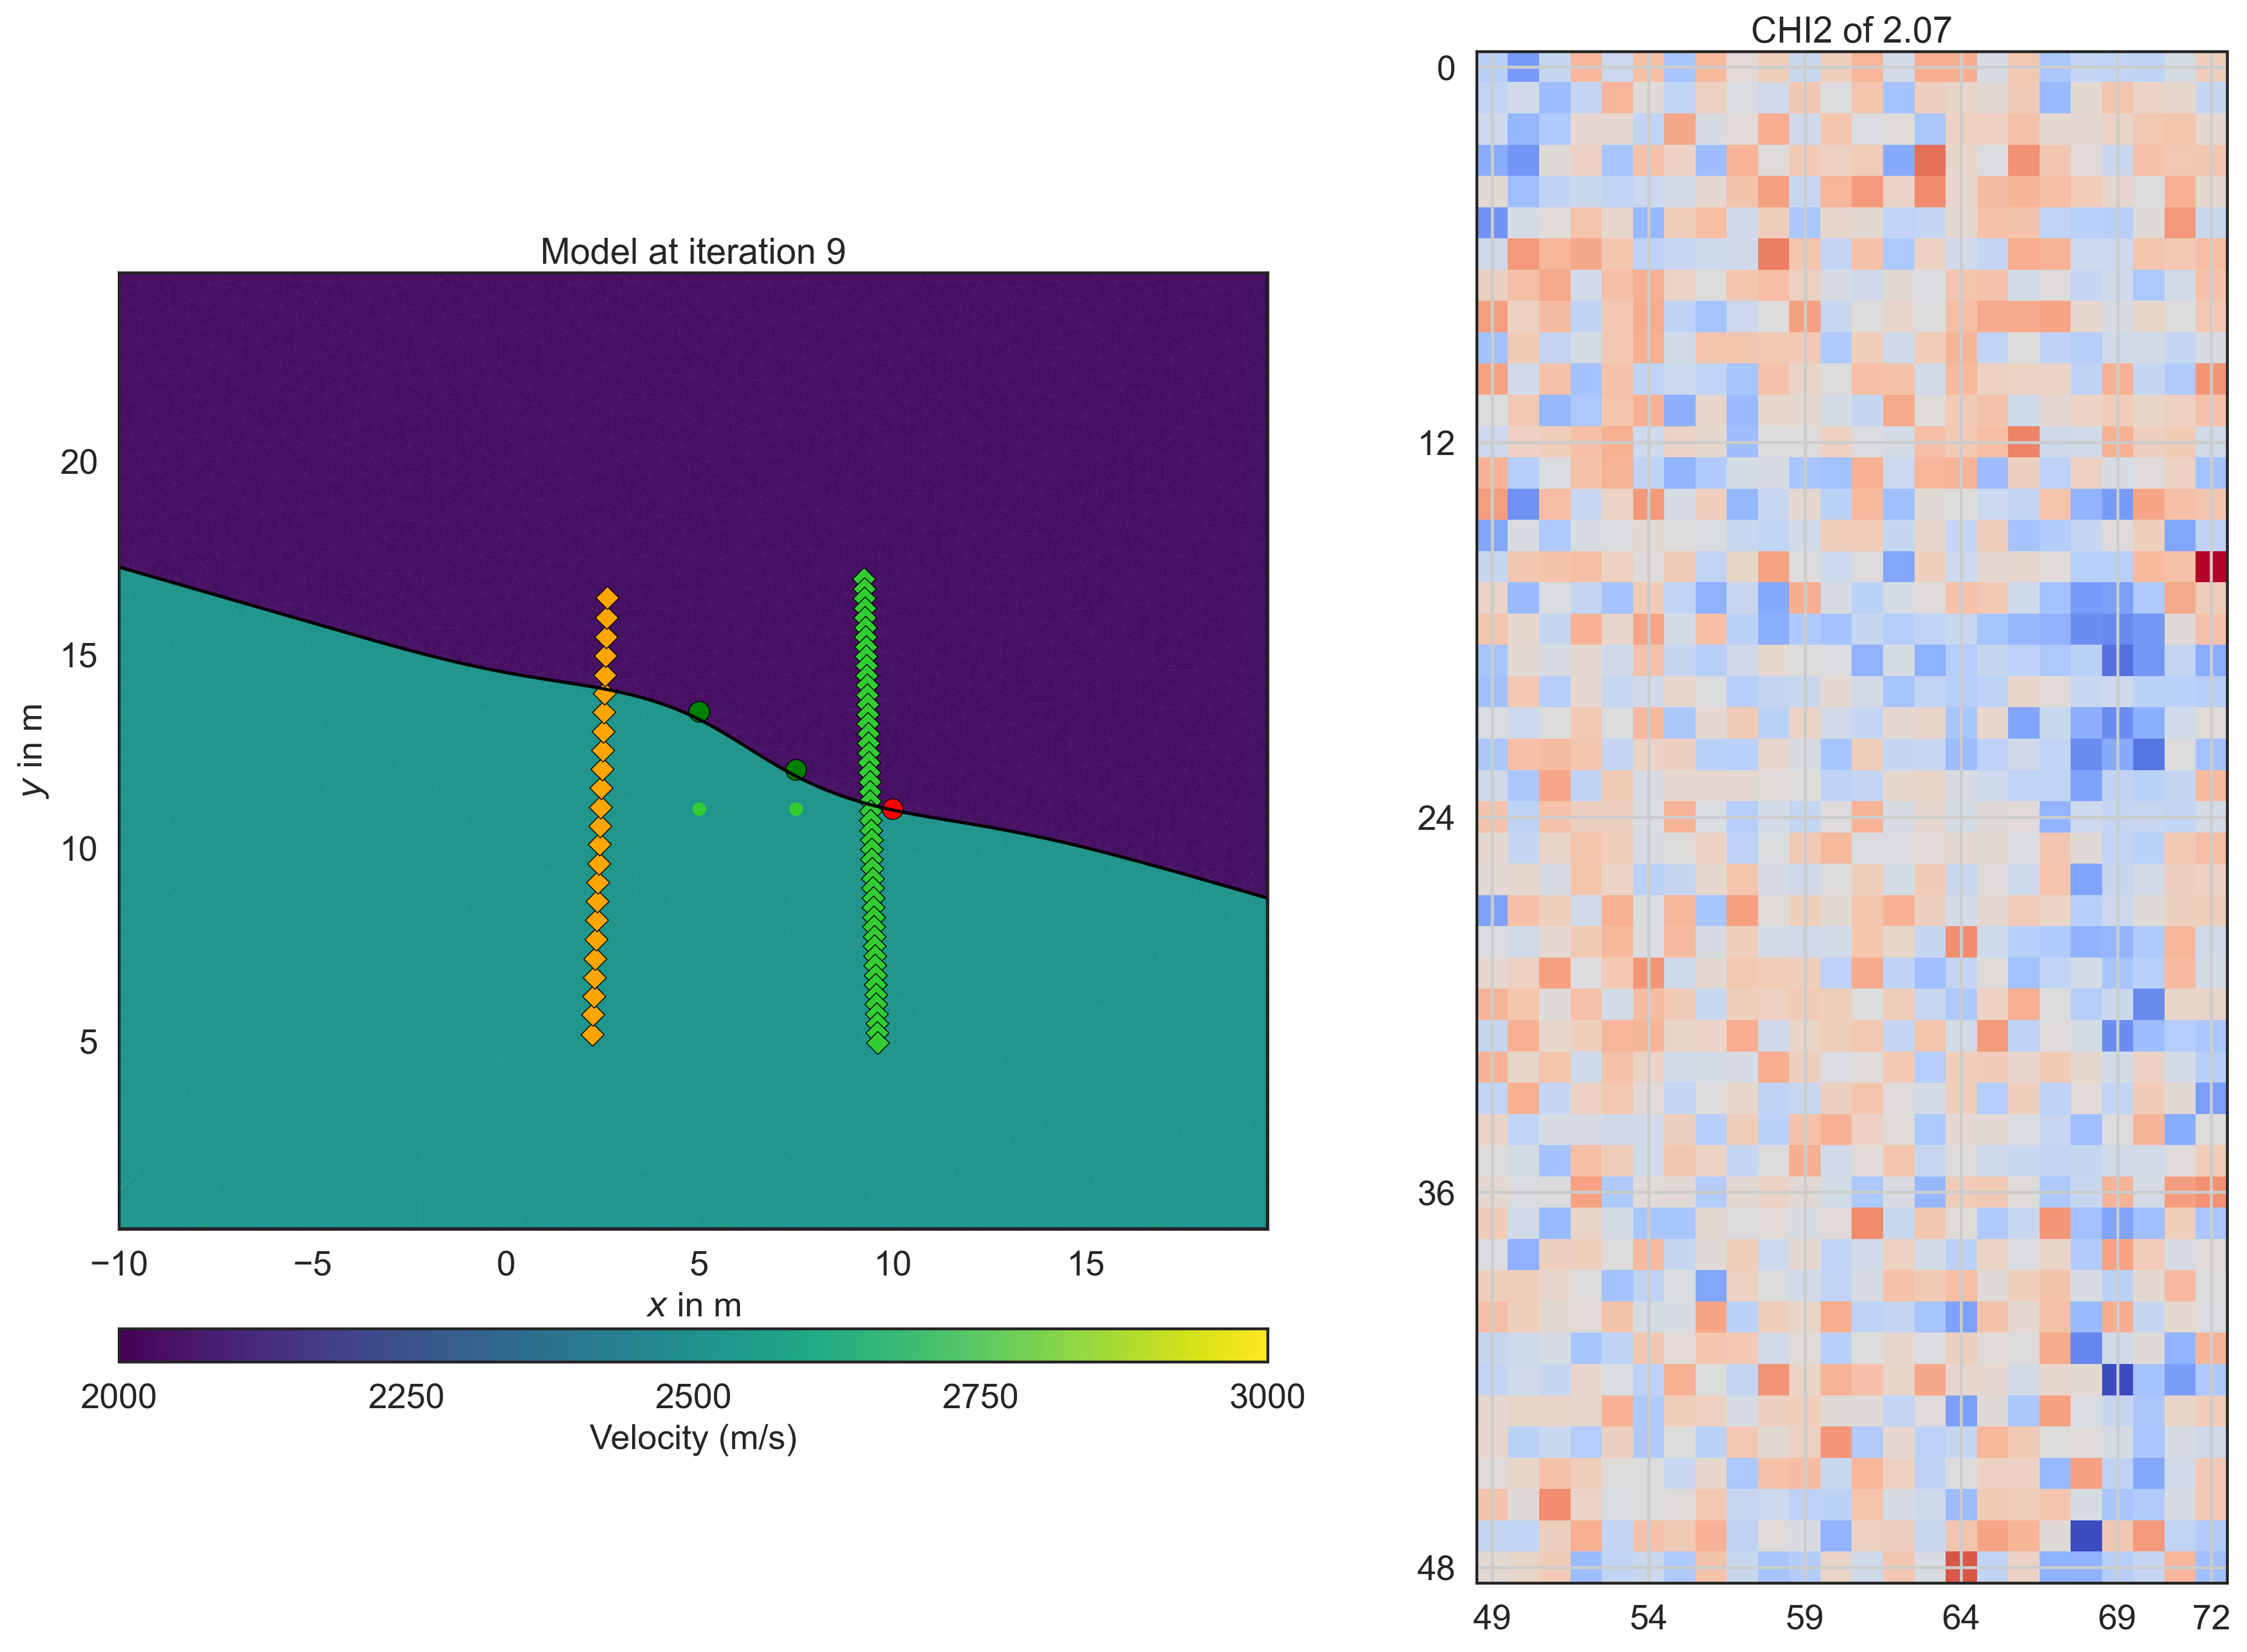 CHI2 of 2.07
0
12
24
36
48
49 54 59 64 69 72
Model at iteration 9
20
15
10
5
y in m
−10 −5 0 5 10 15
x in m
2000 2250 2500 2750 3000
Velocity (m/s)